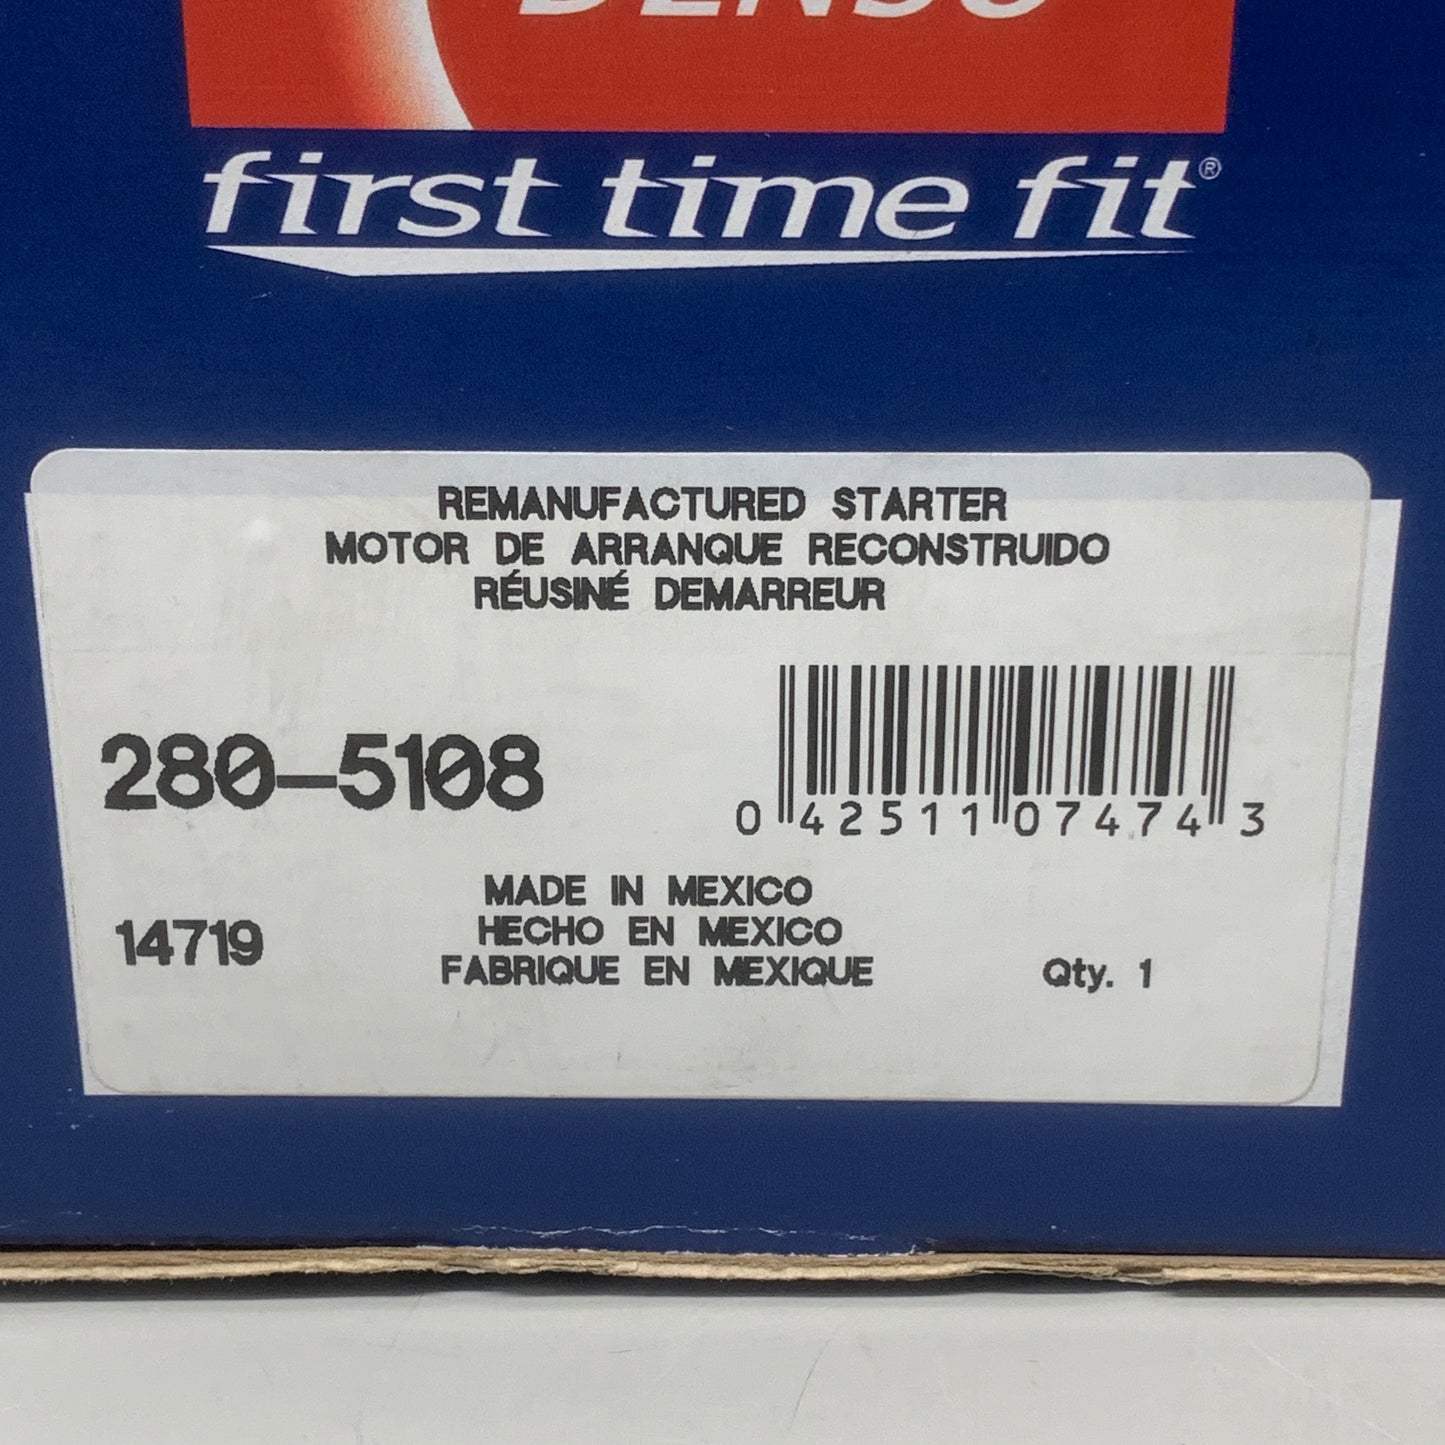 DENSO
first time fit®
REMANUFACTURED STARTER
MOTOR DE ARRANQUE RECONSTRUIDO
RÉUSINÉ DEMARREUR
280-5108
0 42511 07474 3
14719
MADE IN MEXICO
HECHO EN MEXICO
FABRIQUE EN MEXIQUE
Qty. 1